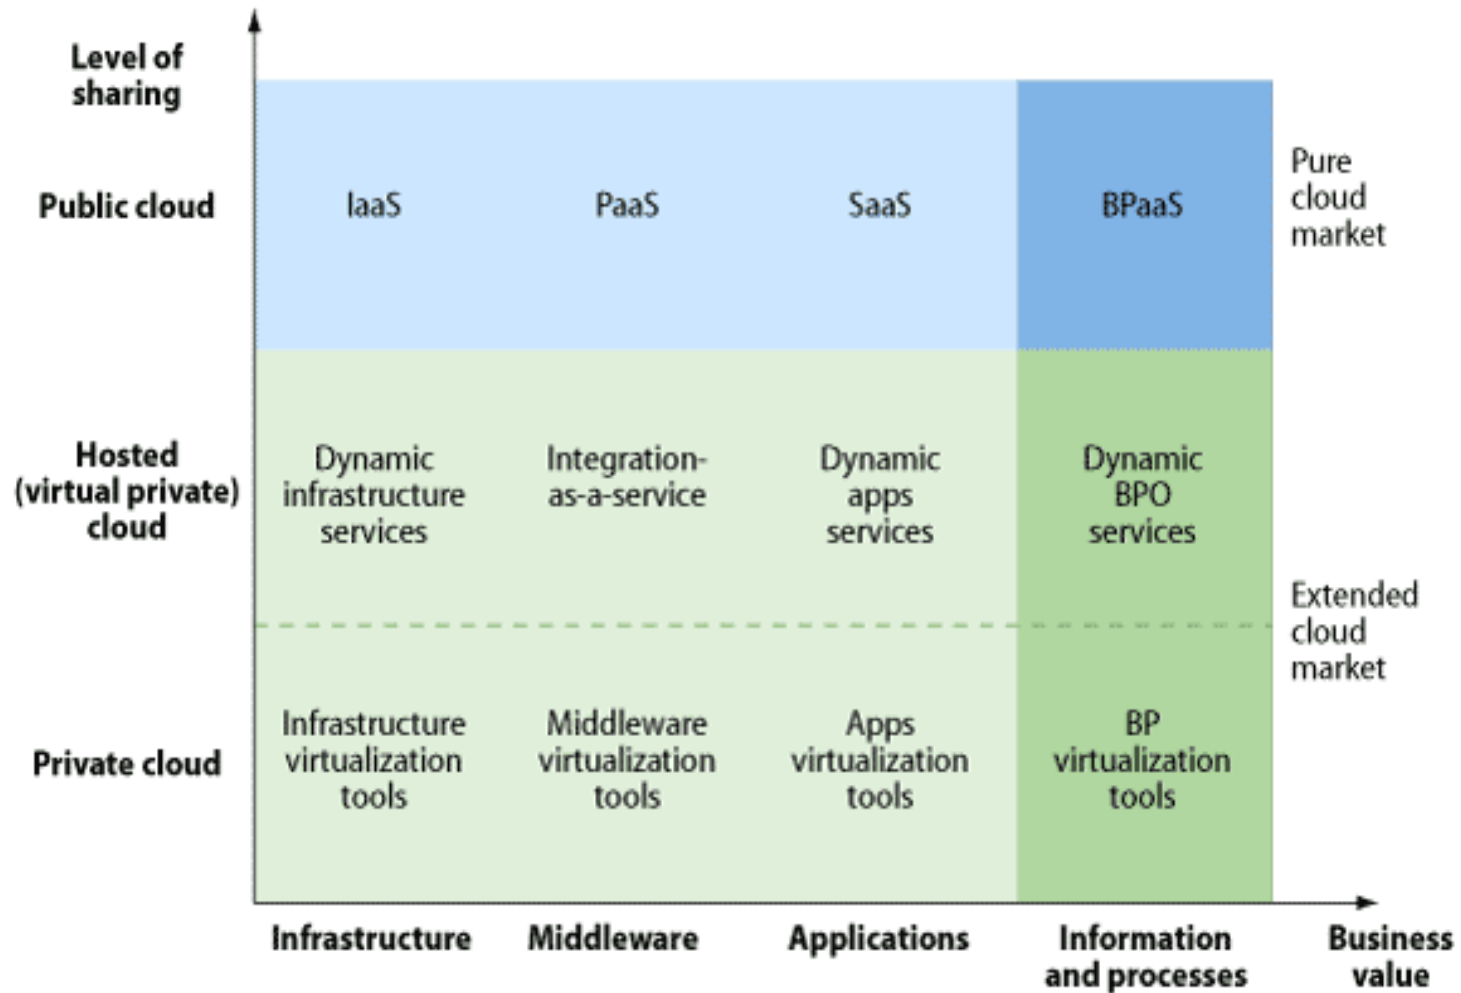 Level of
sharing
Public cloud
IaaS
PaaS
SaaS
BPaaS
Pure
cloud
market
Hosted
(virtual private)
cloud
Dynamic
infrastructure
services
Integration-
as-a-service
Dynamic
apps
services
Dynamic
BPO
services
Extended
cloud
market
Private cloud
Infrastructure
virtualization
tools
Middleware
virtualization
tools
Apps
virtualization
tools
BP
virtualization
tools
Infrastructure
Middleware
Applications
Information
and processes
Business
value